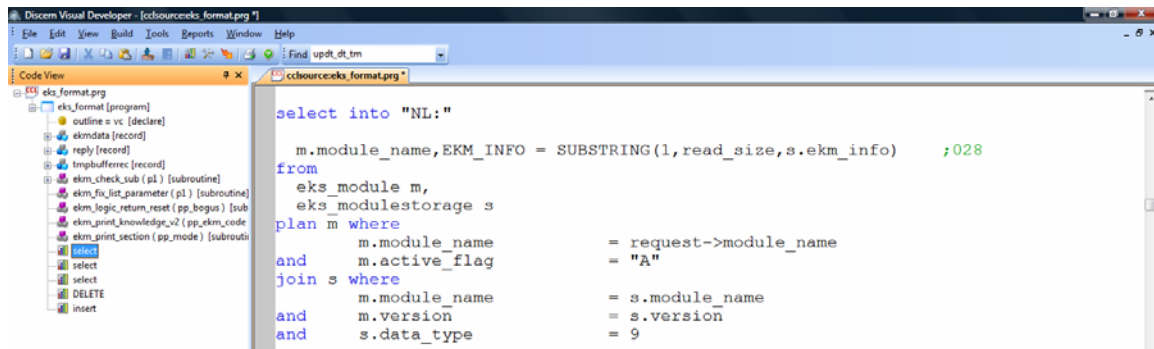 Discern Visual Developer - [cclsource:eks_format.prg *]
File Edit View Build Tools Reports Window Help
Find updt_dt_tm
Code View
cclsource:eks_format.prg *
eks_format.prg
eks_format [program]
outline = vc [declare]
ekmdata [record]
reply [record]
tmpbufferrec [record]
ekm_check_sub ( p1 ) [subroutine]
ekm_fix_list_parameter ( p1 ) [subroutine]
ekm_logic_return_reset ( pp_bogus ) [sub
ekm_print_knowledge_v2 ( pp_ekm_code
ekm_print_section ( pp_mode ) [subroutin
select
select
select
DELETE
insert
select into "NL:"
m.module_name,EKM_INFO = SUBSTRING(1,read_size,s.ekm_info) ;028
from
eks_module m,
eks_modulestorage s
plan m where
m.module_name = request->module_name
and m.active_flag = "A"
join s where
m.module_name = s.module_name
and m.version = s.version
and s.data_type = 9